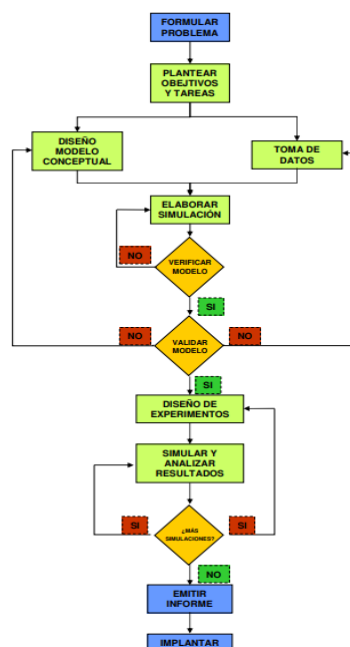 FORMULAR
PROBLEMA
PLANTEAR
OBEJTIVOS
Y TAREAS
DISEÑO
MODELO
CONCEPTUAL
TOMA DE
DATOS
ELABORAR
SIMULACIÓN
NO
VERIFICAR
MODELO
SI
NO
VALIDAR
MODELO
NO
SI
DISEÑO DE
EXPERIMENTOS
SIMULAR Y
ANALIZAR
RESULTADOS
SI
¿MÁS
SIMULACIONES?
SI
NO
EMITIR
INFORME
IMPLANTAR